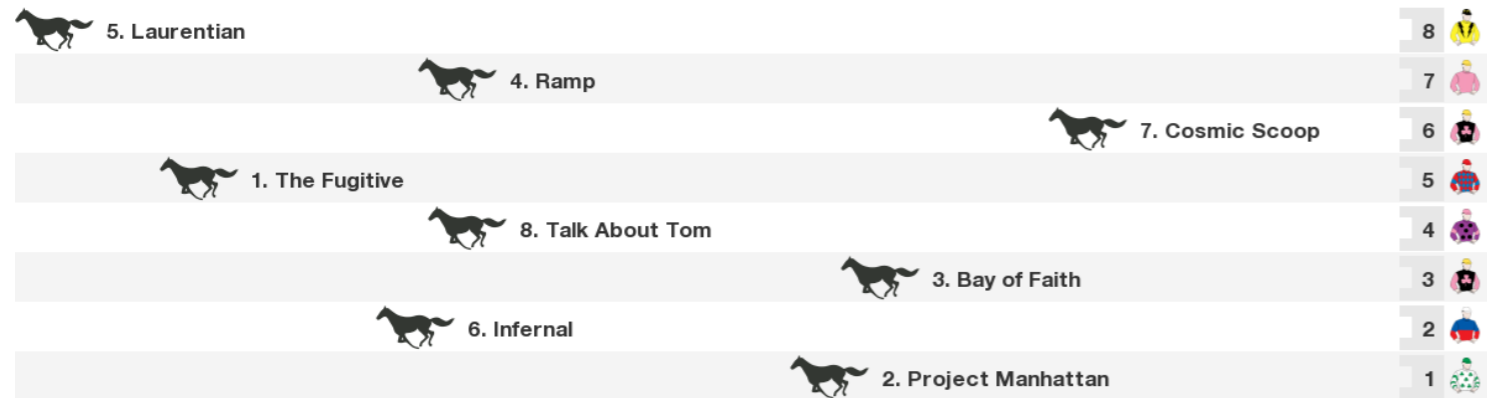 5. Laurentian 8
4. Ramp 7
7. Cosmic Scoop 6
1. The Fugitive 5
8. Talk About Tom 4
3. Bay of Faith 3
6. Infernal 2
2. Project Manhattan 1